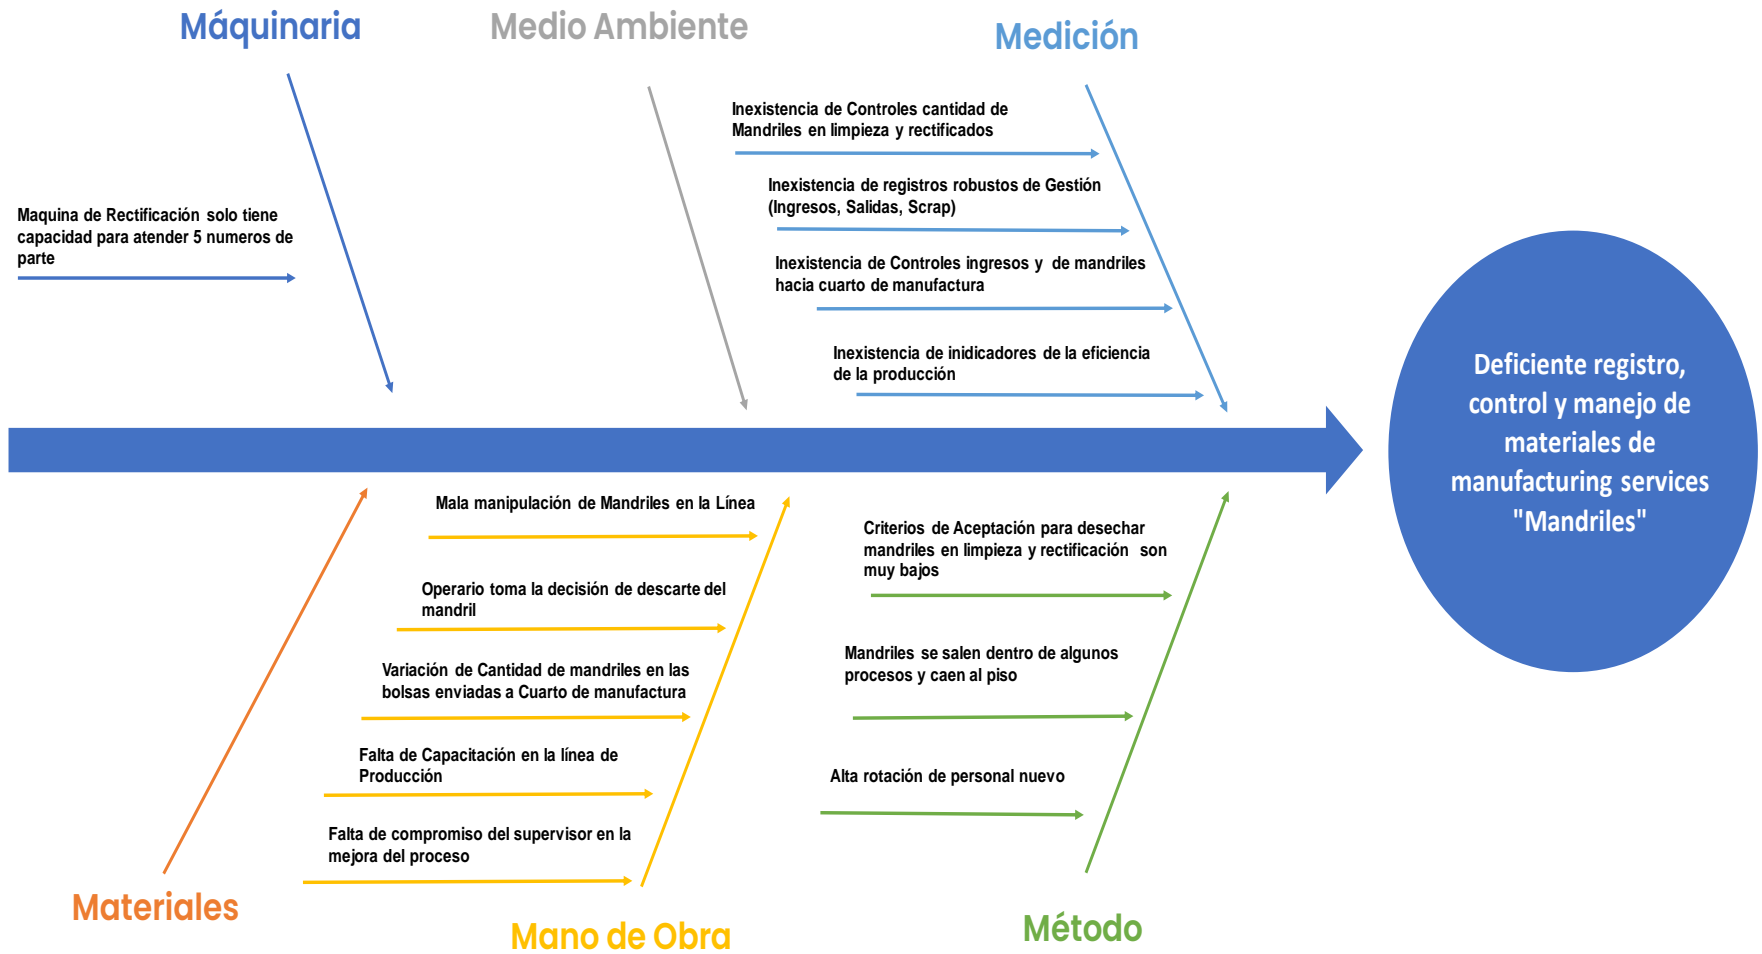 Máquinaria
Medio Ambiente
Medición
Inexistencia de Controles cantidad de
Mandriles en limpieza y rectificados
Inexistencia de registros robustos de Gestión
(Ingresos, Salidas, Scrap)
Maquina de Rectificación solo tiene
capacidad para atender 5 numeros de
parte
Inexistencia de Controles ingresos y de mandriles
hacia cuarto de manufactura
Inexistencia de inidicadores de la eficiencia
de la producción
Deficiente registro,
control y manejo de
materiales de
manufacturing services
"Mandriles"
Mala manipulación de Mandriles en la Línea
Operario toma la decisión de descarte del
mandril
Variación de Cantidad de mandriles en las
bolsas enviadas a Cuarto de manufactura
Falta de Capacitación en la línea de
Producción
Falta de compromiso del supervisor en la
mejora del proceso
Criterios de Aceptación para desechar
mandriles en limpieza y rectificación son
muy bajos
Mandriles se salen dentro de algunos
procesos y caen al piso
Alta rotación de personal nuevo
Materiales
Mano de Obra
Método